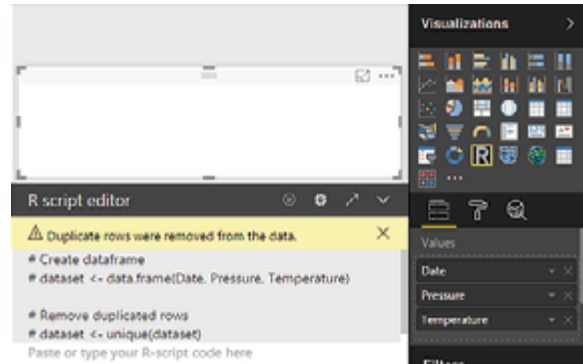 Visualizations
R script editor
Duplicate rows were removed from the data.
# Create dataframe
# dataset <- data.frame(Date, Pressure, Temperature)
# Remove duplicated rows
# dataset <- unique(dataset)
Paste or type your R-script code here
R
Values
Date
Pressure
Temperature
Filters